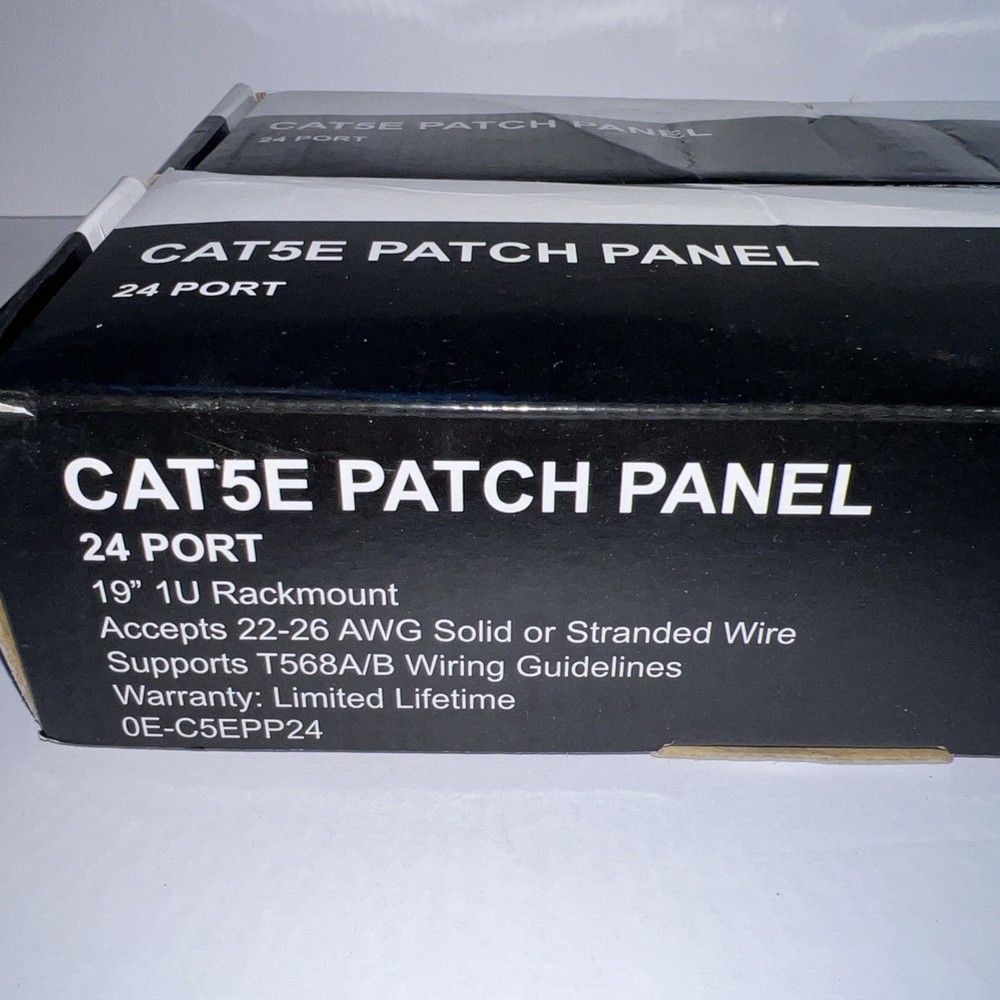 CAT5E PATCH PANEL
24 PORT
CAT5E PATCH PANEL
24 PORT
CAT5E PATCH PANEL
24 PORT
19” 1U Rackmount
Accepts 22-26 AWG Solid or Stranded Wire
Supports T568A/B Wiring Guidelines
Warranty: Limited Lifetime
0E-C5EPP24